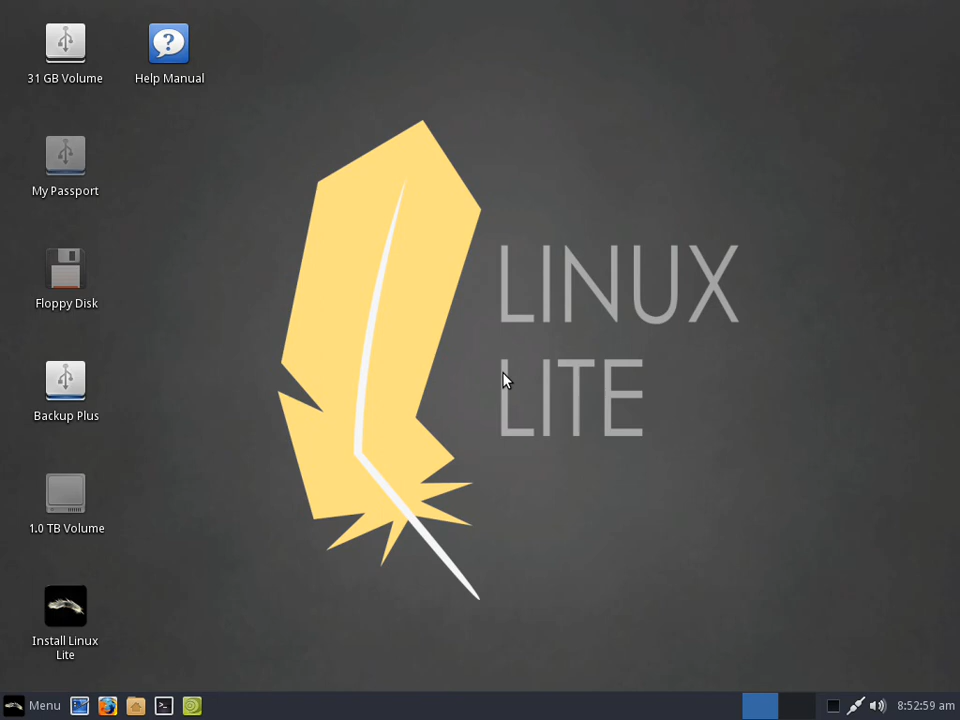 31 GB Volume
Help Manual
My Passport
Floppy Disk
Backup Plus
1.0 TB Volume
Install Linux
Lite
LINUX
LITE
Menu
8:52:59 am